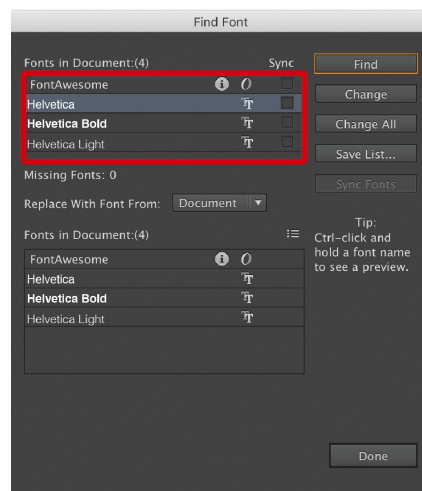 Find Font
Fonts in Document:(4) Sync
FontAwesome
Helvetica
Helvetica Bold
Helvetica Light
Missing Fonts: 0
Replace With Font From: Document
Fonts in Document:(4)
FontAwesome
Helvetica
Helvetica Bold
Helvetica Light
Find
Change
Change All
Save List...
Sync Fonts
Tip:
Ctrl-click and
hold a font name
to see a preview.
Done